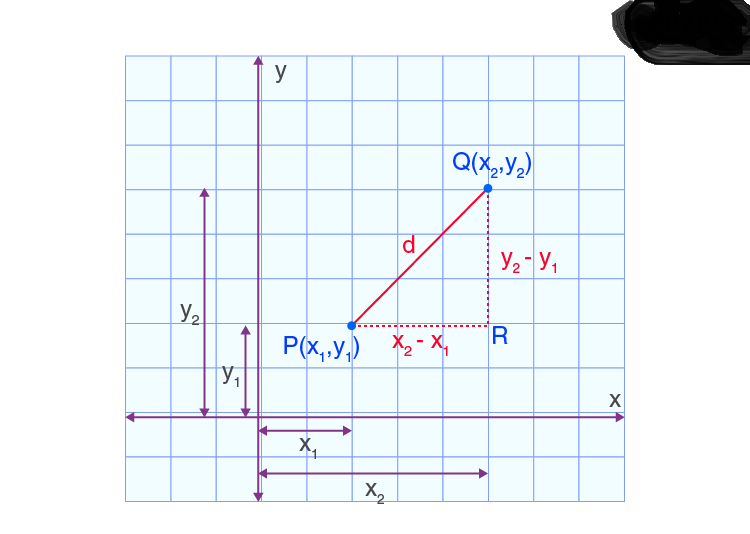 y
Q(x₂,y₂)
d
y₂ - y₁
y₂
P(x₁,y₁)
x₂ - x₁
R
y₁
x
x₁
x₂